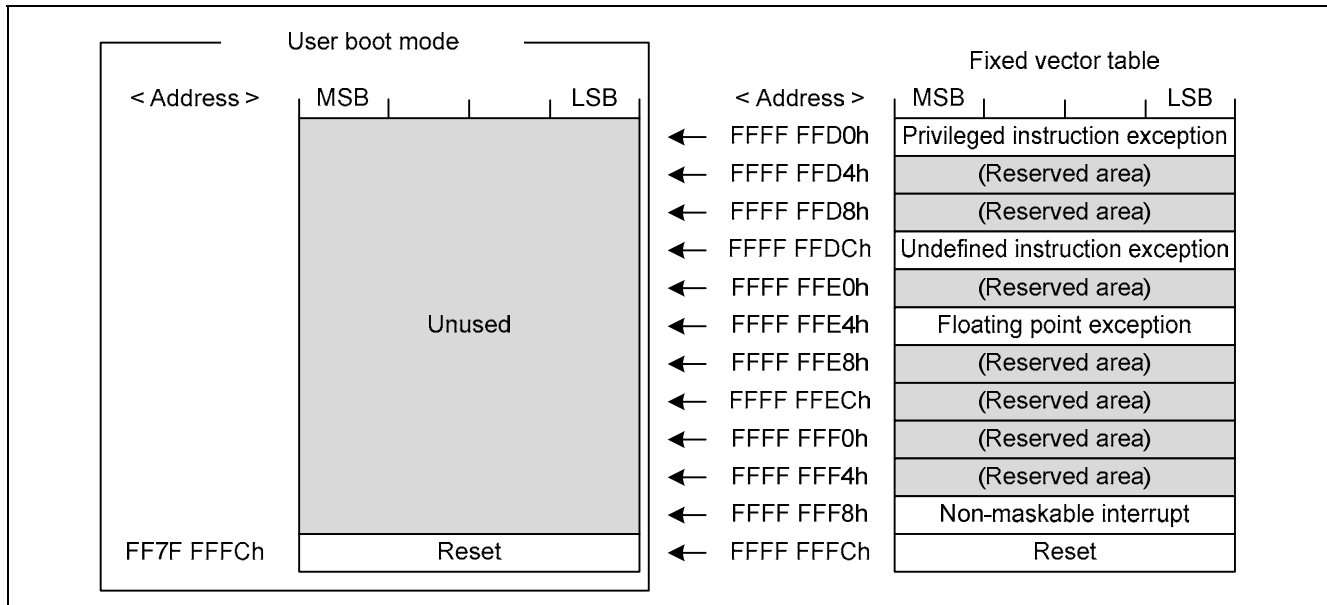 User boot mode
Fixed vector table
< Address > MSB LSB < Address > MSB LSB
FFFF FFD0h Privileged instruction exception
FFFF FFD4h (Reserved area)
FFFF FFD8h (Reserved area)
FFFF FFDCh Undefined instruction exception
FFFF FFE0h (Reserved area)
Unused FFFF FFE4h Floating point exception
FFFF FFE8h (Reserved area)
FFFF FFECh (Reserved area)
FFFF FFF0h (Reserved area)
FFFF FFF4h (Reserved area)
FFFF FFF8h Non-maskable interrupt
FF7F FFFCh Reset FFFF FFFCh Reset